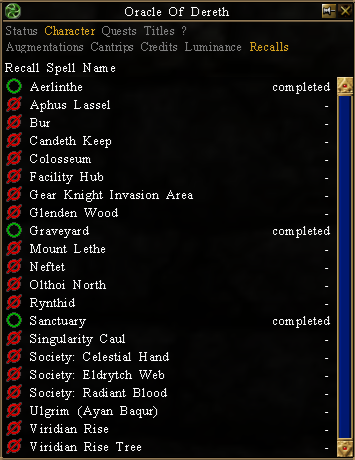 Oracle Of Dereth
Status Character Quests Titles ?
Augmentations Cantrips Credits Luminance Recalls
Recall Spell Name
Aerlinthe completed
Aphus Lassel -
Bur -
Candeth Keep -
Colosseum -
Facility Hub -
Gear Knight Invasion Area -
Glenden Wood -
Graveyard completed
Mount Lethe -
Neftet -
Olthoi North -
Rynthid -
Sanctuary completed
Singularity Caul -
Society: Celestial Hand -
Society: Eldrytch Web -
Society: Radiant Blood -
Ulgrim (Ayan Baqur) -
Viridian Rise -
Viridian Rise Tree -